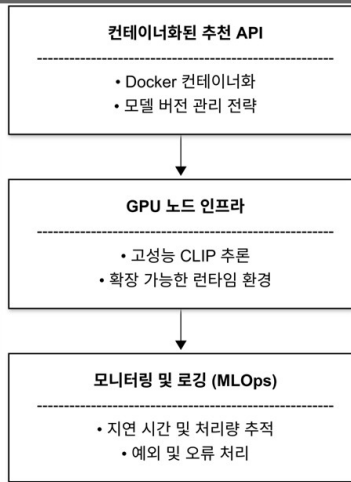 컨테이너화된 추천 API
• Docker 컨테이너화
• 모델 버전 관리 전략
GPU 노드 인프라
• 고성능 CLIP 추론
• 확장 가능한 런타임 환경
모니터링 및 로깅 (MLOps)
• 지연 시간 및 처리량 추적
• 예외 및 오류 처리